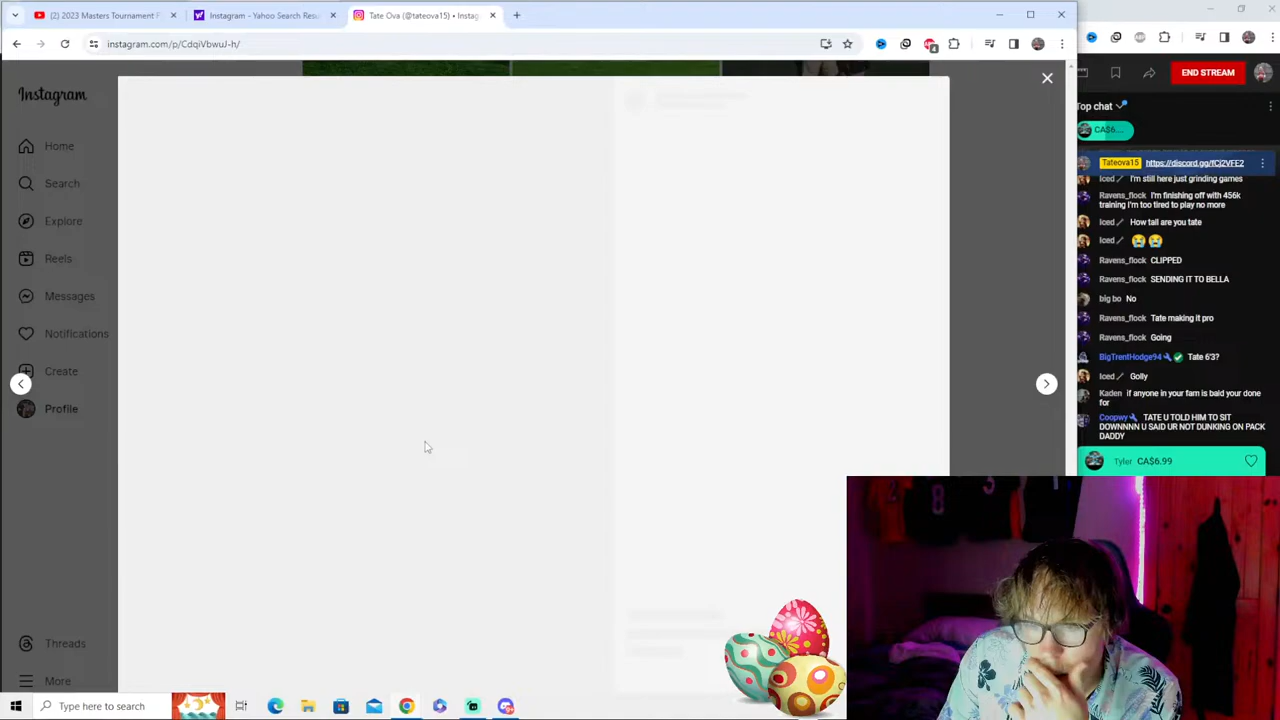 (2) 2023 Masters Tournament F
Instagram - Yahoo Search Resu
Tate Ova (@tateova15) • Instag
instagram.com/p/CdqiVbwuJ-h/
Instagram
Home
Search
Explore
Reels
Messages
Notifications
Create
Profile
Threads
More
END STREAM
Top chat
CA$6....
Tateova15 https://discord.gg/fCj2VFE2
Iced I'm still here just grinding games
Ravens_flock I'm finishing off with 456k
training I'm too tired to play no more
Iced How tall are you tate
Iced 😭😭
Ravens_flock CLIPPED
Ravens_flock SENDING IT TO BELLA
big bo No
Ravens_flock Tate making it pro
Ravens_flock Going
BigTrentHodge94 Tate 6'3?
Iced Golly
Kaden if anyone in your fam is bald your done
for
Coopwy TATE U TOLD HIM TO SIT
DOWNNNN U SAID UR NOT DUNKING ON PACK
DADDY
Tyler CA$6.99
Type here to search